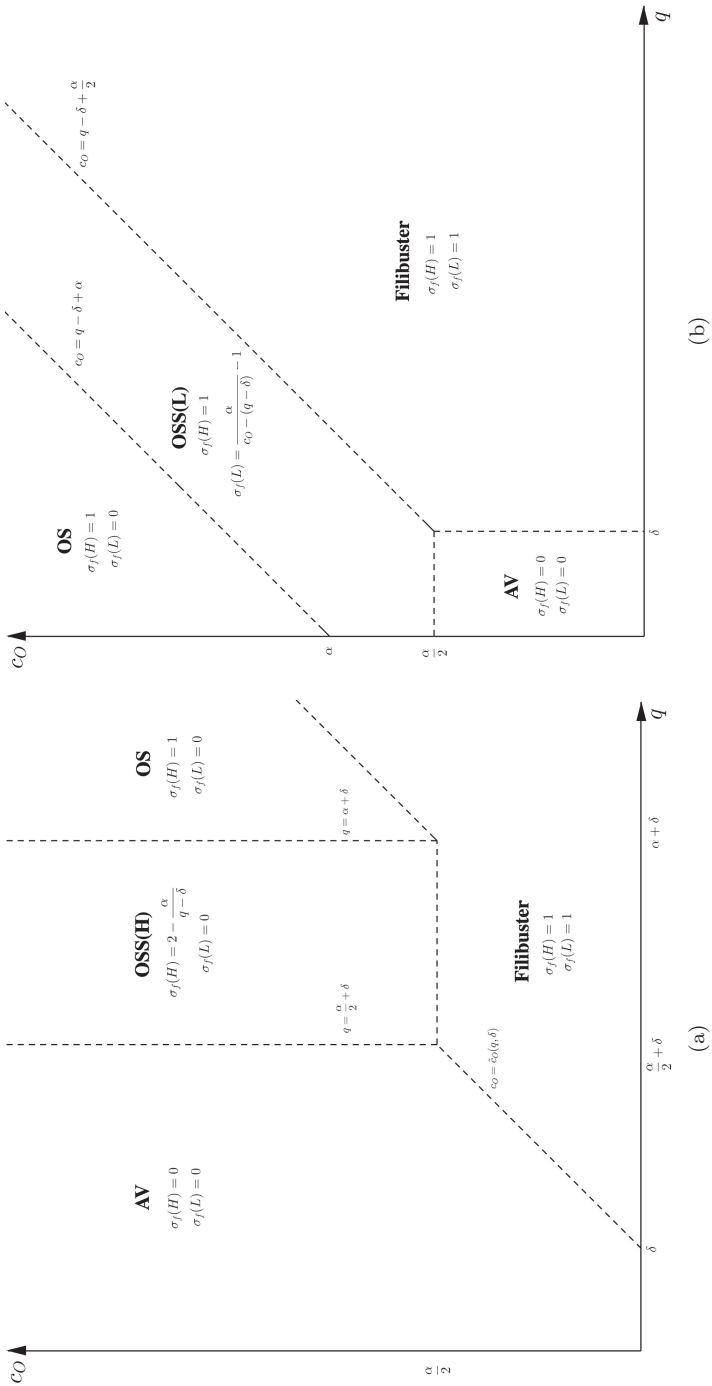 c_O
AV
σ_f(H) = 0
σ_f(L) = 0
OSS(H)
σ_f(H) = 2 − α/(q − δ)
σ_f(L) = 0
OS
σ_f(H) = 1
σ_f(L) = 0
q = α/2 + δ
q = α + δ
α/2
c_O = c̃_O(q, δ)
Filibuster
σ_f(H) = 1
σ_f(L) = 1
δ
α/2 + δ
α + δ
q
(a)
c_O
OS
σ_f(H) = 1
σ_f(L) = 0
c_O = q − δ + α
c_O = q − δ + α/2
OSS(L)
σ_f(H) = 1
σ_f(L) = α/(c_O − (q − δ)) − 1
α
α/2
Filibuster
σ_f(H) = 1
σ_f(L) = 1
AV
σ_f(H) = 0
σ_f(L) = 0
δ
q
(b)